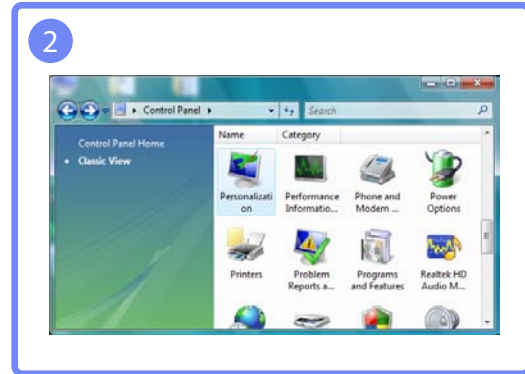 2
Control Panel
Search
Control Panel Home
Classic View
Name Category
Personalizati
on
Performance
Informatio...
Phone and
Modem ...
Power
Options
Printers
Problem
Reports a...
Programs
and Features
Realtek HD
Audio M...